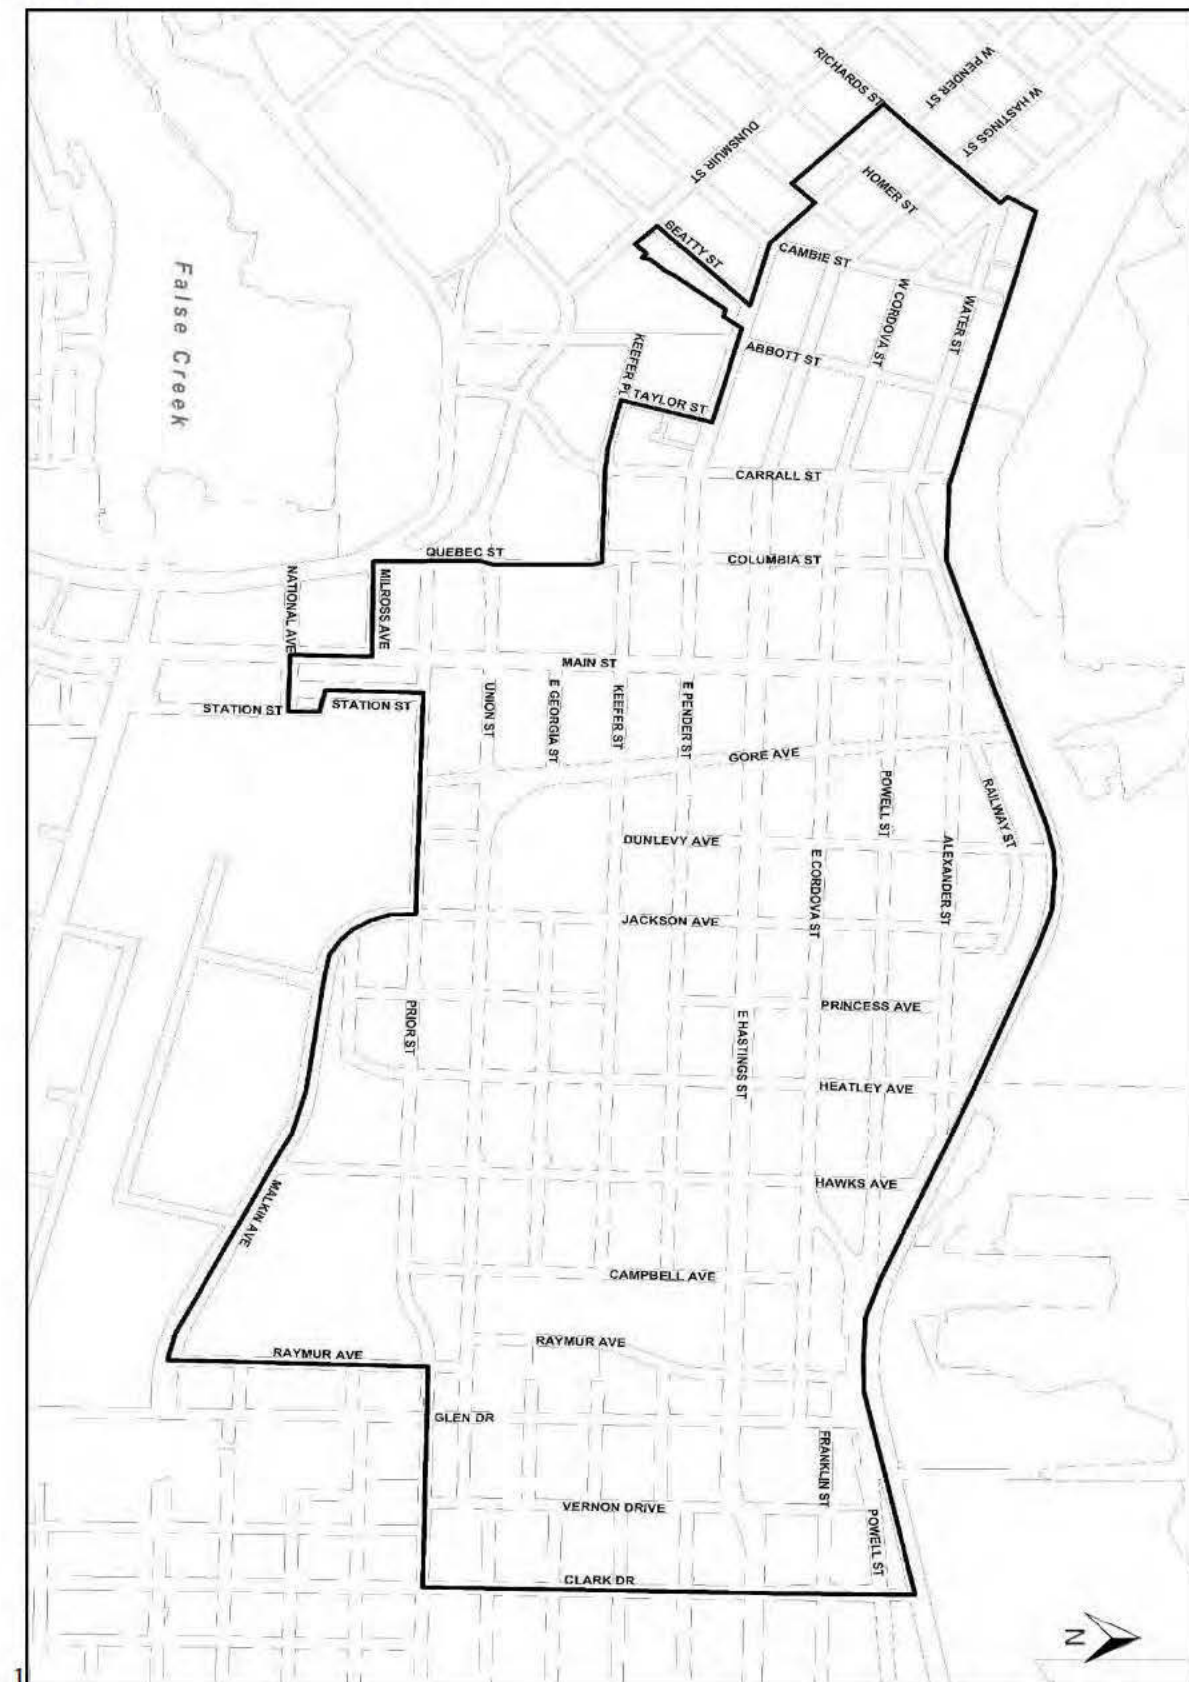 RICHARDS ST
W PENDER ST
W HASTINGS ST
DUNSMUIR ST
HOMER ST
BEATTY ST
CAMBIE ST
False Creek
W CORDOVA ST
WATER ST
KEEFER PL
ABBOTT ST
TAYLOR ST
CARRALL ST
QUEBEC ST
COLUMBIA ST
NATIONAL AVE
MILROSS AVE
MAIN ST
STATION ST
STATION ST
UNION ST
E GEORGIA ST
KEEFER ST
E PENDER ST
GORE AVE
POWELL ST
RAILWAY ST
DUNLEVY AVE
E CORDOVA ST
ALEXANDER ST
JACKSON AVE
PRIOR ST
E HASTINGS ST
PRINCESS AVE
HEATLEY AVE
MALKIN AVE
HAWKS AVE
CAMPBELL AVE
RAYMUR AVE
RAYMUR AVE
GLEN DR
FRANKLIN ST
VERNON DRIVE
POWELL ST
CLARK DR
N
1